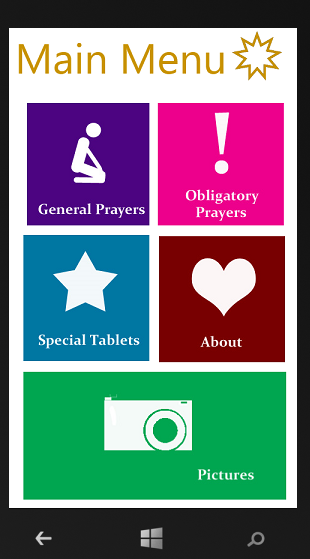 Main Menu
General Prayers
Obligatory
Prayers
Special Tablets
About
Pictures